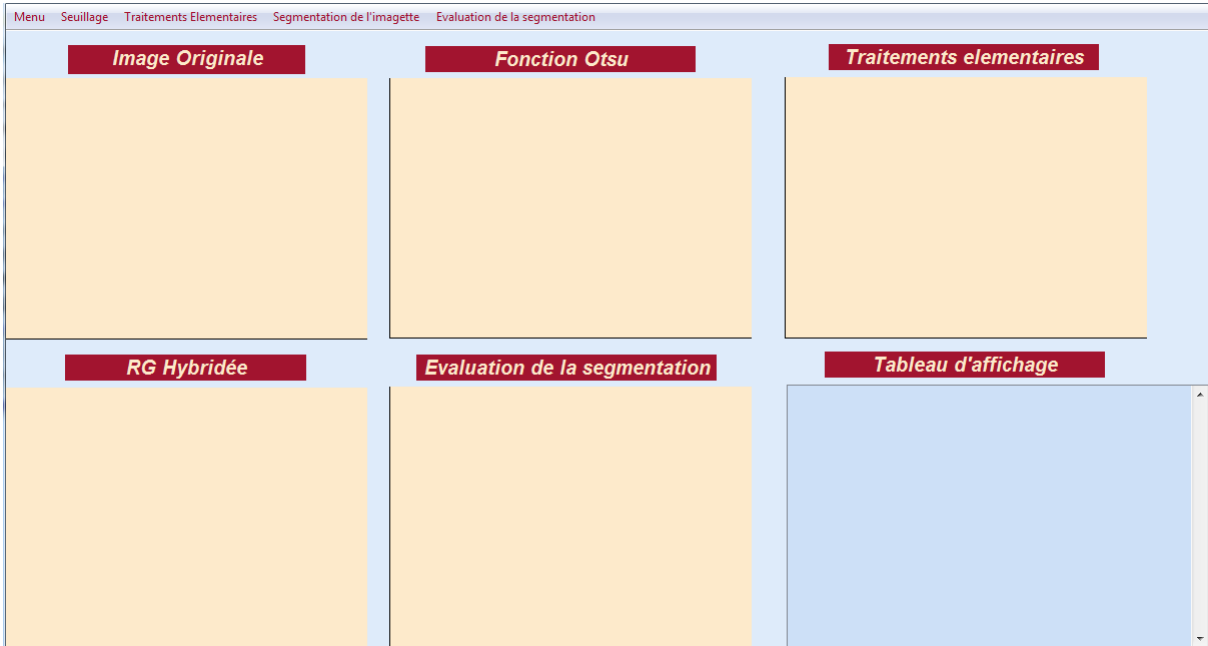 Menu Seuillage Traitements Elementaires Segmentation de l'imagette Evaluation de la segmentation
Image Originale
Fonction Otsu
Traitements elementaires
RG Hybridée
Evaluation de la segmentation
Tableau d'affichage